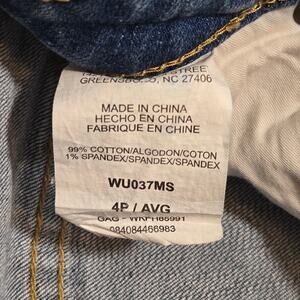 STREET
GREENSBORO, NC 27406
MADE IN CHINA
HECHO EN CHINA
FABRIQUE EN CHINE
99% COTTON/ALGODON/COTON
1% SPANDEX/SPANDEX/SPANDEX
WU037MS
4P / AVG
084084466983